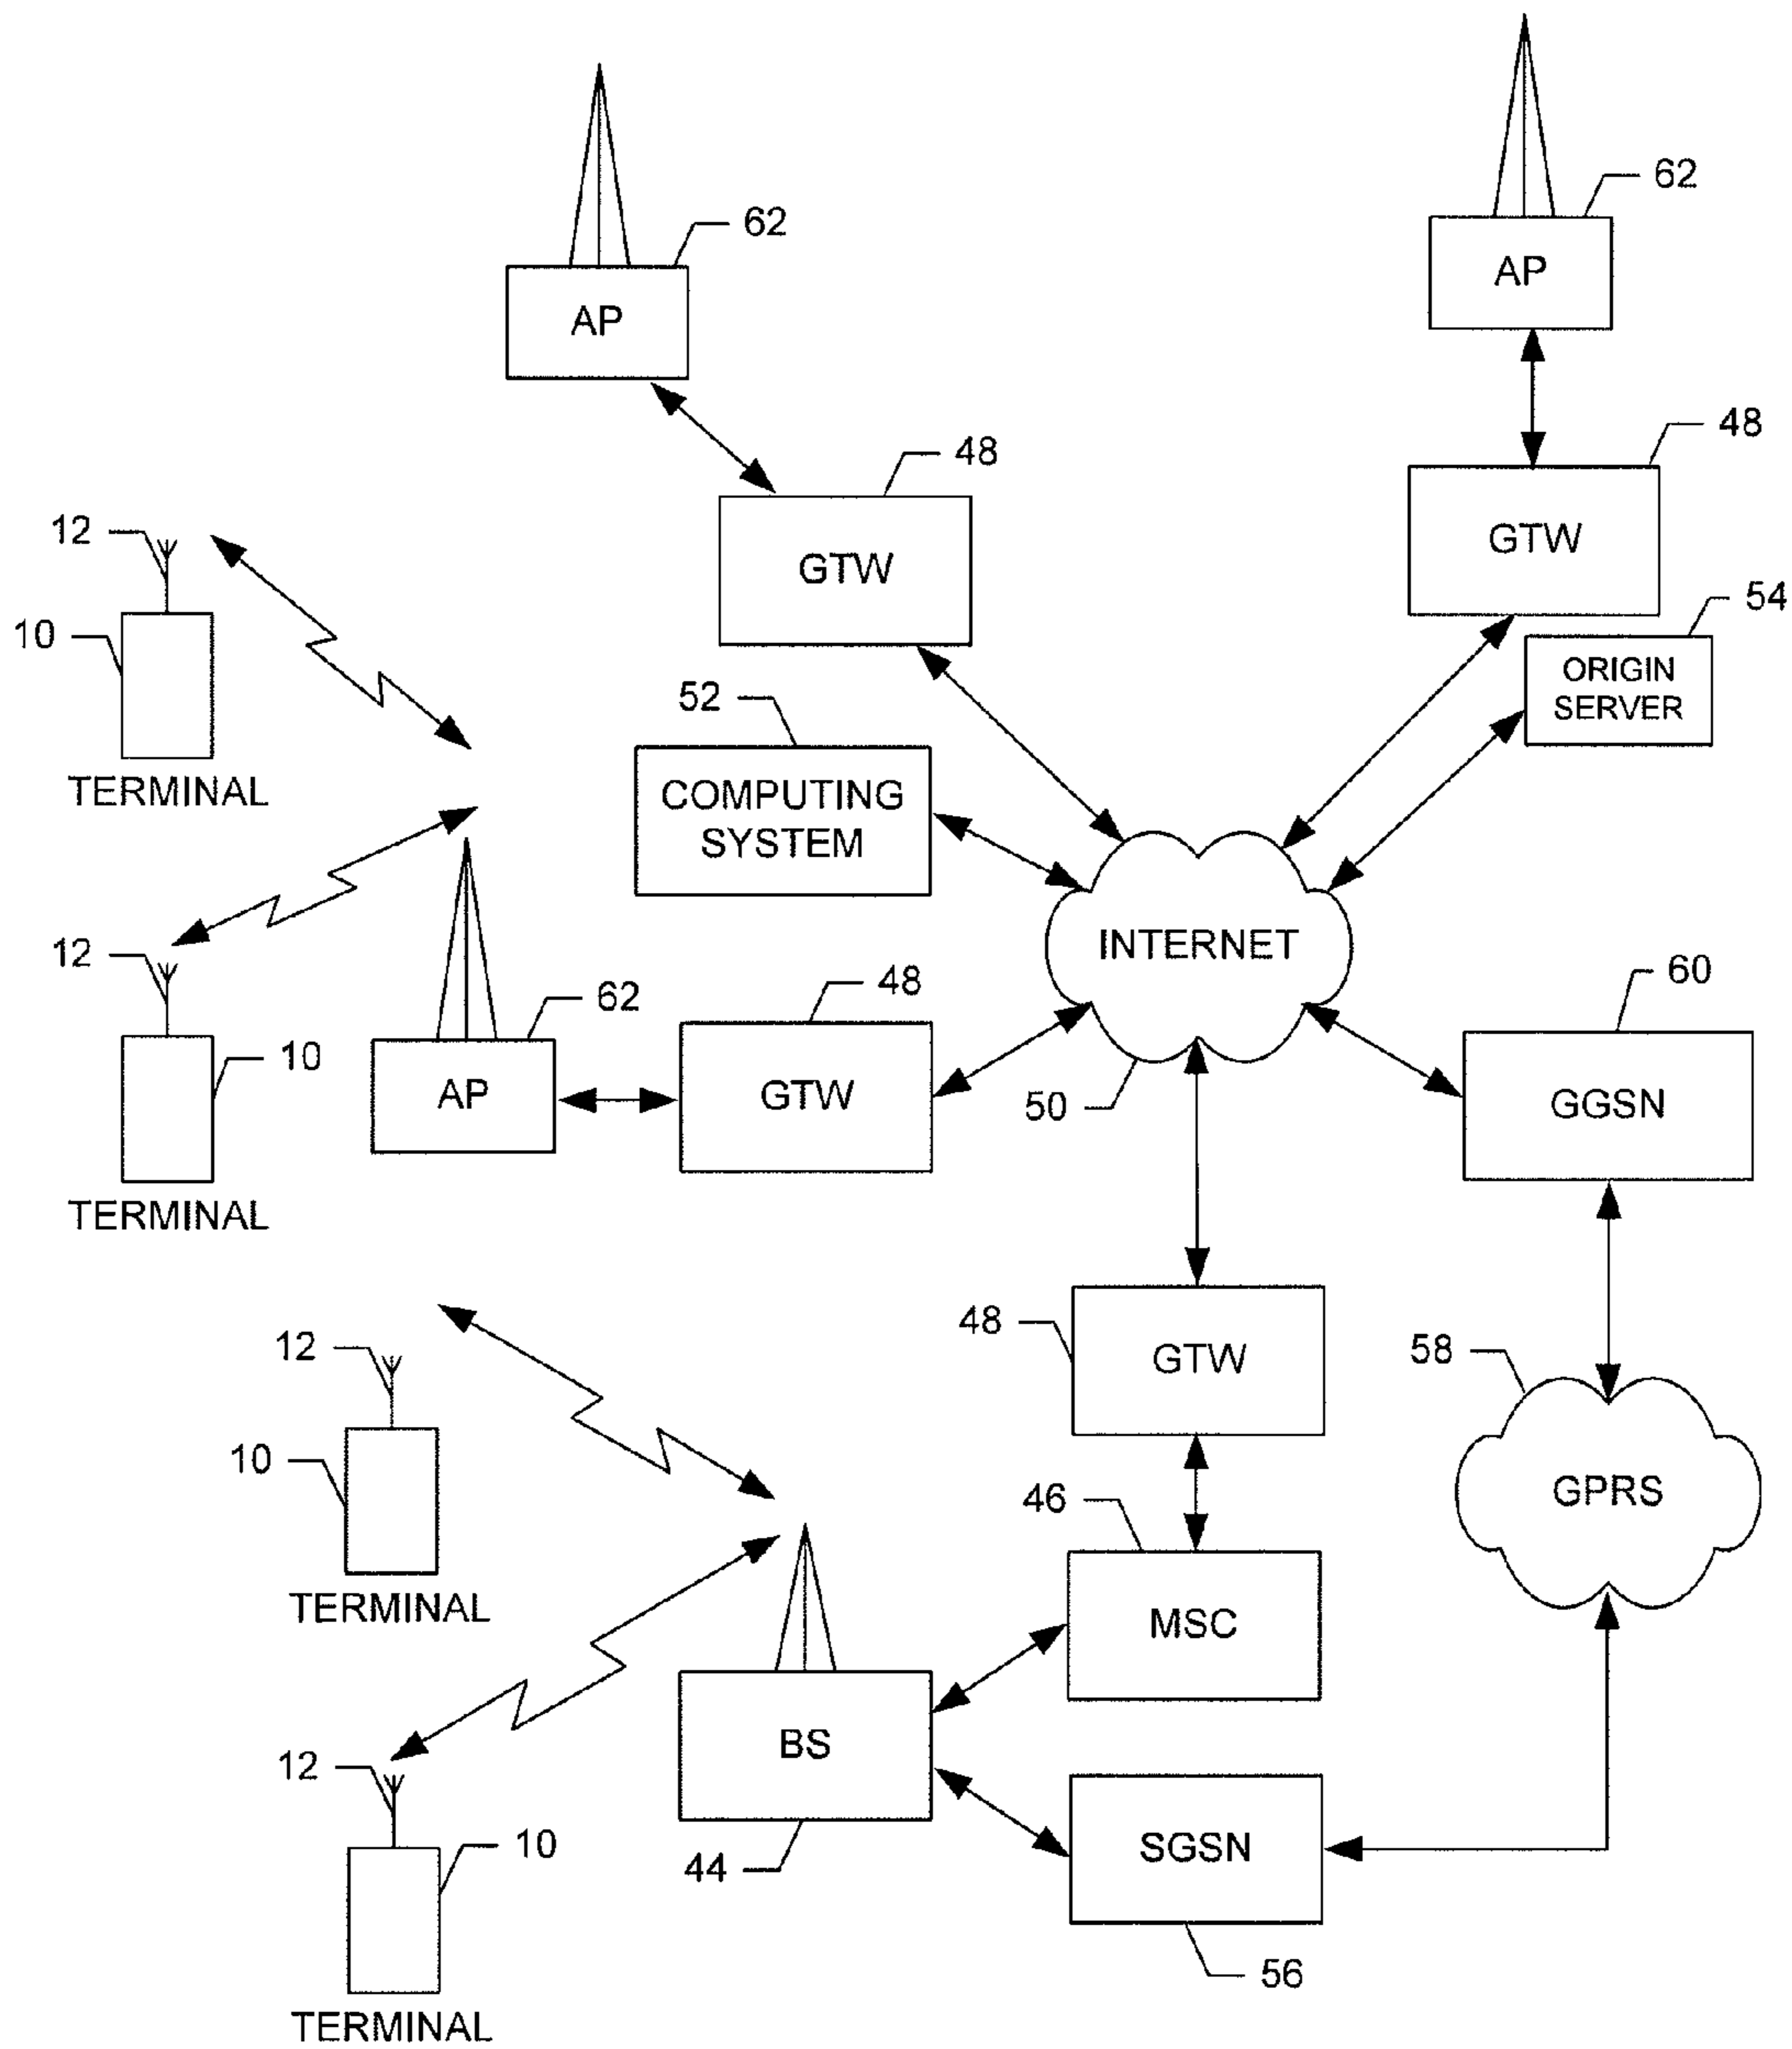 62
AP
62
AP
48
GTW
48
GTW
12
10
TERMINAL
54
ORIGIN
SERVER
52
COMPUTING
SYSTEM
INTERNET
50
12
10
TERMINAL
62
AP
48
GTW
60
GGSN
48
GTW
58
GPRS
12
10
TERMINAL
46
MSC
BS
44
12
10
TERMINAL
SGSN
56